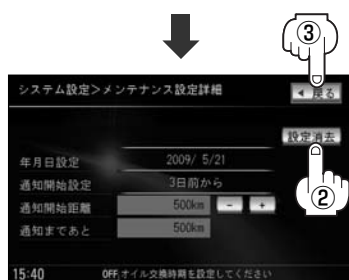 ③
システム設定>メンテナンス設定詳細
◀ 戻る
設定消去
年月日設定 2009/ 5/21
通知開始設定 3日前から
②
通知開始距離 500km - +
通知まであと 500km
15:40 OFF,オイル交換時期を設定してください